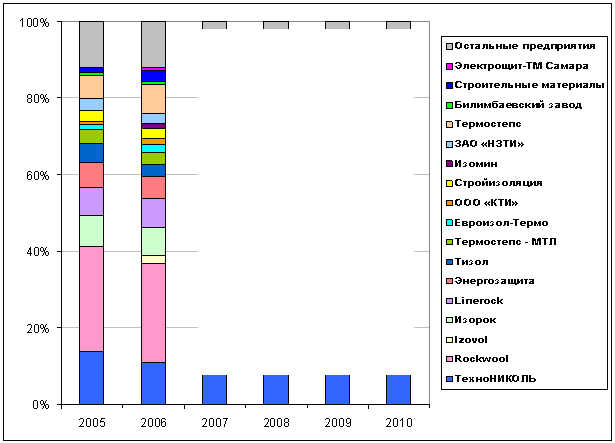 100%
80%
60%
40%
20%
0%
2005 2006 2007 2008 2009 2010
Остальные предприятия
Электрощит-ТМ Самара
Строительные материалы
Билимбаевский завод
Термостепс
ЗАО «НЗТИ»
Изомин
Стройизоляция
ООО «КТИ»
Евроизол-Термо
Термостепс - МТЛ
Тизол
Энергозащита
Linerock
Изорок
Izovol
Rockwool
ТехноНИКОЛЬ